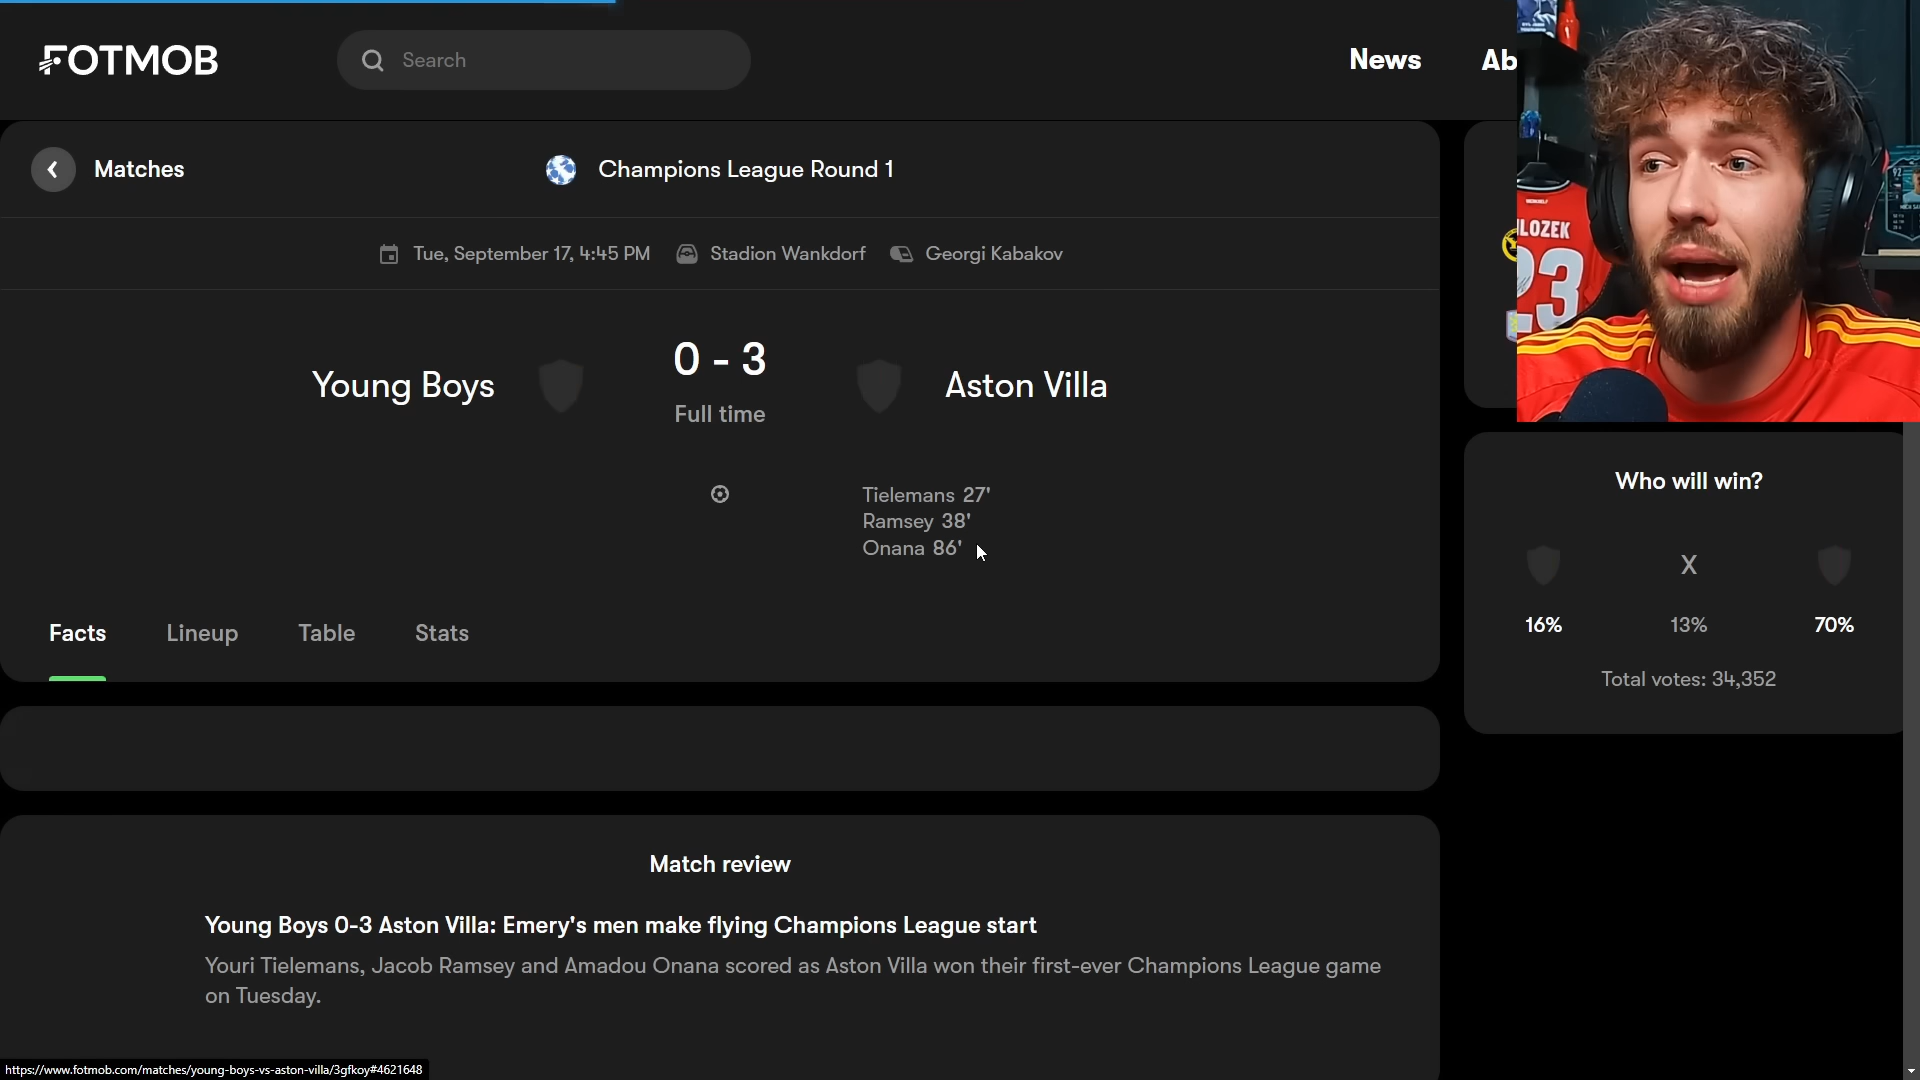 FOTMOB
Search
News
Ab
Matches
Champions League Round 1
Tue, September 17, 4:45 PM
Stadion Wankdorf
Georgi Kabakov
Young Boys
0 - 3
Full time
Aston Villa
Tielemans 27'
Ramsey 38'
Onana 86'
Facts
Lineup
Table
Stats
Who will win?
X
16%
13%
70%
Total votes: 34,352
LOZEK
23
92
Match review
Young Boys 0-3 Aston Villa: Emery's men make flying Champions League start
Youri Tielemans, Jacob Ramsey and Amadou Onana scored as Aston Villa won their first-ever Champions League game
on Tuesday.
https://www.fotmob.com/matches/young-boys-vs-aston-villa/3gfkoy#4621648